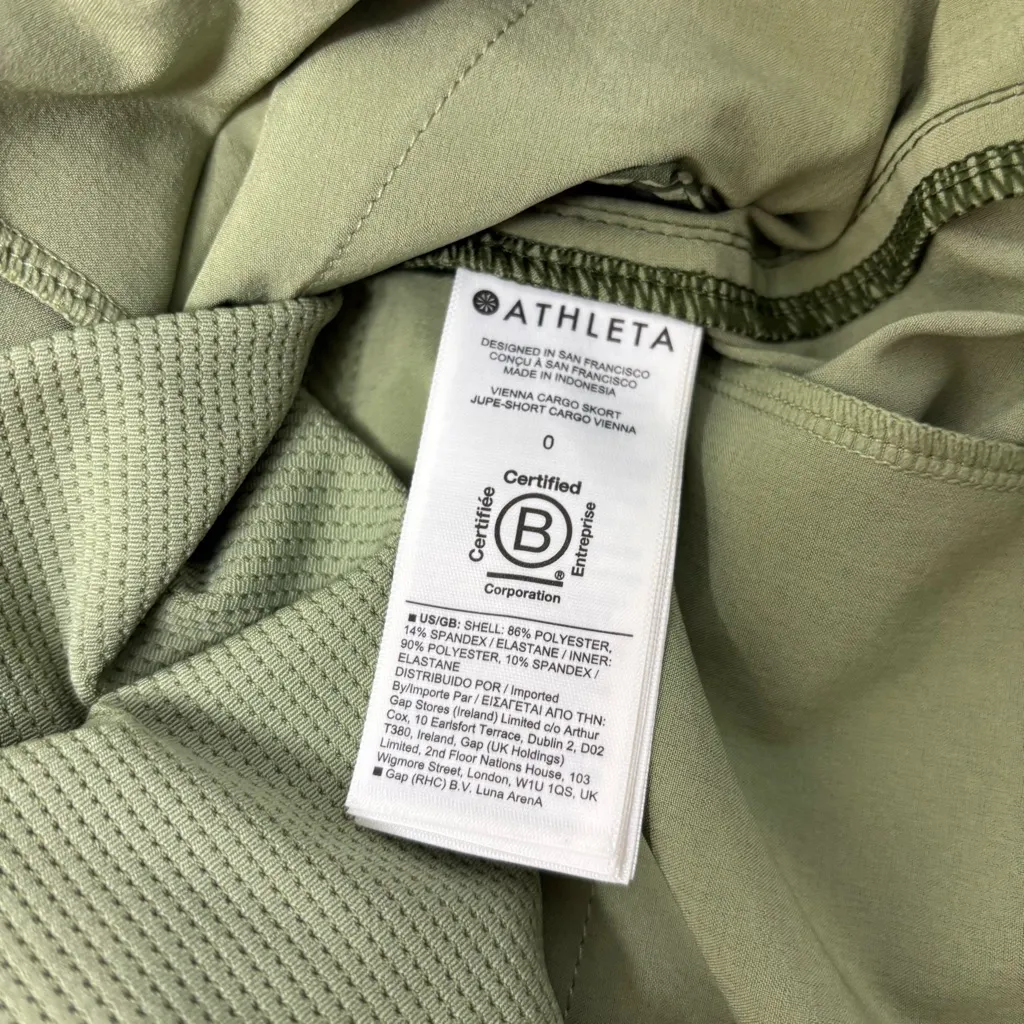 ATHLETA
DESIGNED IN SAN FRANCISCO
CONÇU À SAN FRANCISCO
MADE IN INDONESIA
VIENNA CARGO SKORT
JUPE-SHORT CARGO VIENNA
0
Certified
Certifiée
B
Entreprise
®
Corporation
■ US/GB: SHELL: 86% POLYESTER,
14% SPANDEX / ELASTANE / INNER:
90% POLYESTER, 10% SPANDEX /
ELASTANE
DISTRIBUIDO POR / Imported
By/Importe Par / ΕΙΣΑΓΕΤΑΙ ΑΠΟ ΤΗΝ:
Gap Stores (Ireland) Limited c/o Arthur
Cox, 10 Earlsfort Terrace, Dublin 2, D02
T380, Ireland, Gap (UK Holdings)
Limited, 2nd Floor Nations House, 103
Wigmore Street, London, W1U 1QS, UK
■ Gap (RHC) B.V. Luna ArenA